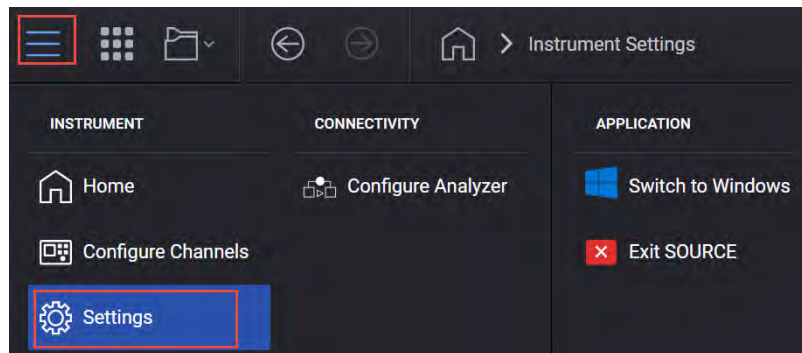 Instrument Settings
INSTRUMENT
Home
Configure Channels
Settings
CONNECTIVITY
Configure Analyzer
APPLICATION
Switch to Windows
Exit SOURCE